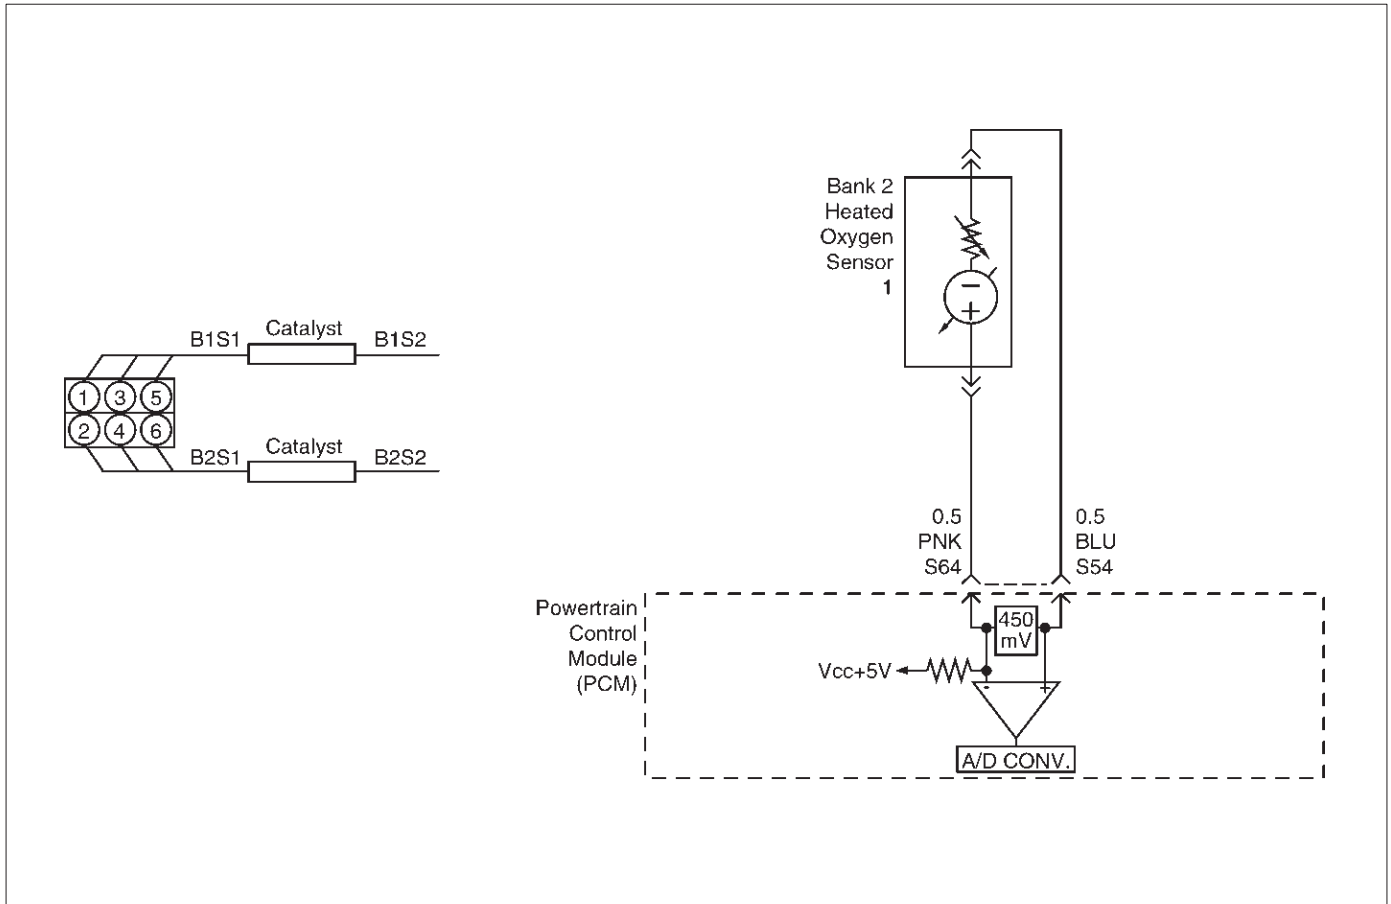 Bank 2
Heated
Oxygen
Sensor
1
−
+
B1S1
Catalyst
B1S2
1
3
5
2
4
6
B2S1
Catalyst
B2S2
0.5
PNK
S64
0.5
BLU
S54
Powertrain
Control
Module
(PCM)
450
mV
Vcc+5V
-
+
A/D CONV.